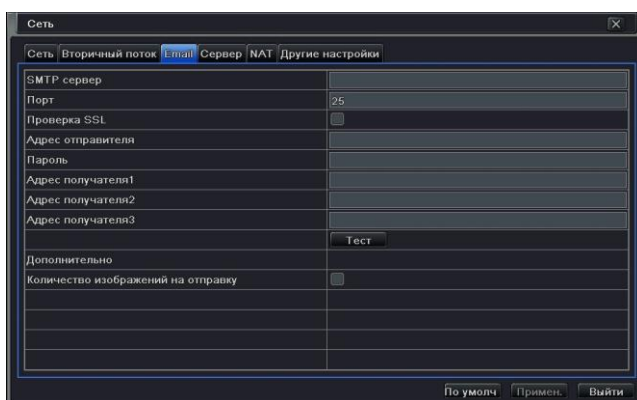 Сеть
Сеть Вторичный поток Email Сервер NAT Другие настройки
SMTP сервер
Порт 25
Проверка SSL
Адрес отправителя
Пароль
Адрес получателя1
Адрес получателя2
Адрес получателя3
Тест
Дополнительно
Количество изображений на отправку
По умолч Примен. Выйти